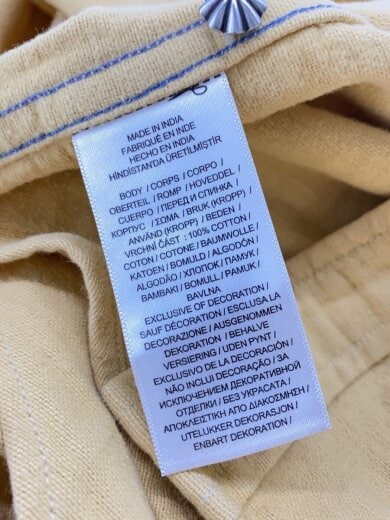 MADE IN INDIA
FABRIQUÉ EN INDE
HECHO EN INDIA
HİNDİSTAN'DA ÜRETİLMİŞTİR
BODY / CORPS / CORPO /
OBERTEIL / ROMP / HOVEDDEL /
CUERPO / ПЕРЕД И СПИНКА /
КОРПУС / ΣΩΜΑ / BRUK (KROPP) /
ANVÄND (KROPP) / BEDEN /
VRCHNÍ ČÁST : 100% COTTON /
COTON / COTONE / BAUMWOLLE /
KATOEN / BOMULD / ALGODÓN /
ALGODÃO / ХЛОПОК / ПАМУК /
BAMBAKI / BOMULL / PAMUK /
BAVLNA
EXCLUSIVE OF DECORATION /
SAUF DÉCORATION / ESCLUSA LA
DECORAZIONE / AUSGENOMMEN
DEKORATION / BEHALVE
VERSIERING / UDEN PYNT /
EXCLUSIVO DE LA DECORACIÓN /
NÃO INCLUI DECORAÇÃO / ЗА
ИСКЛЮЧЕНИЕМ ДЕКОРАТИВНОЙ
ОТДЕЛКИ / БЕЗ УКРАСАТА /
ΑΠΟΚΛΕΙΣΤΙΚΗ ΑΠΟ ΔΙΑΚΟΣΜΗΣΗ /
UTELUKKER DEKORASJON /
ENBART DEKORATION /